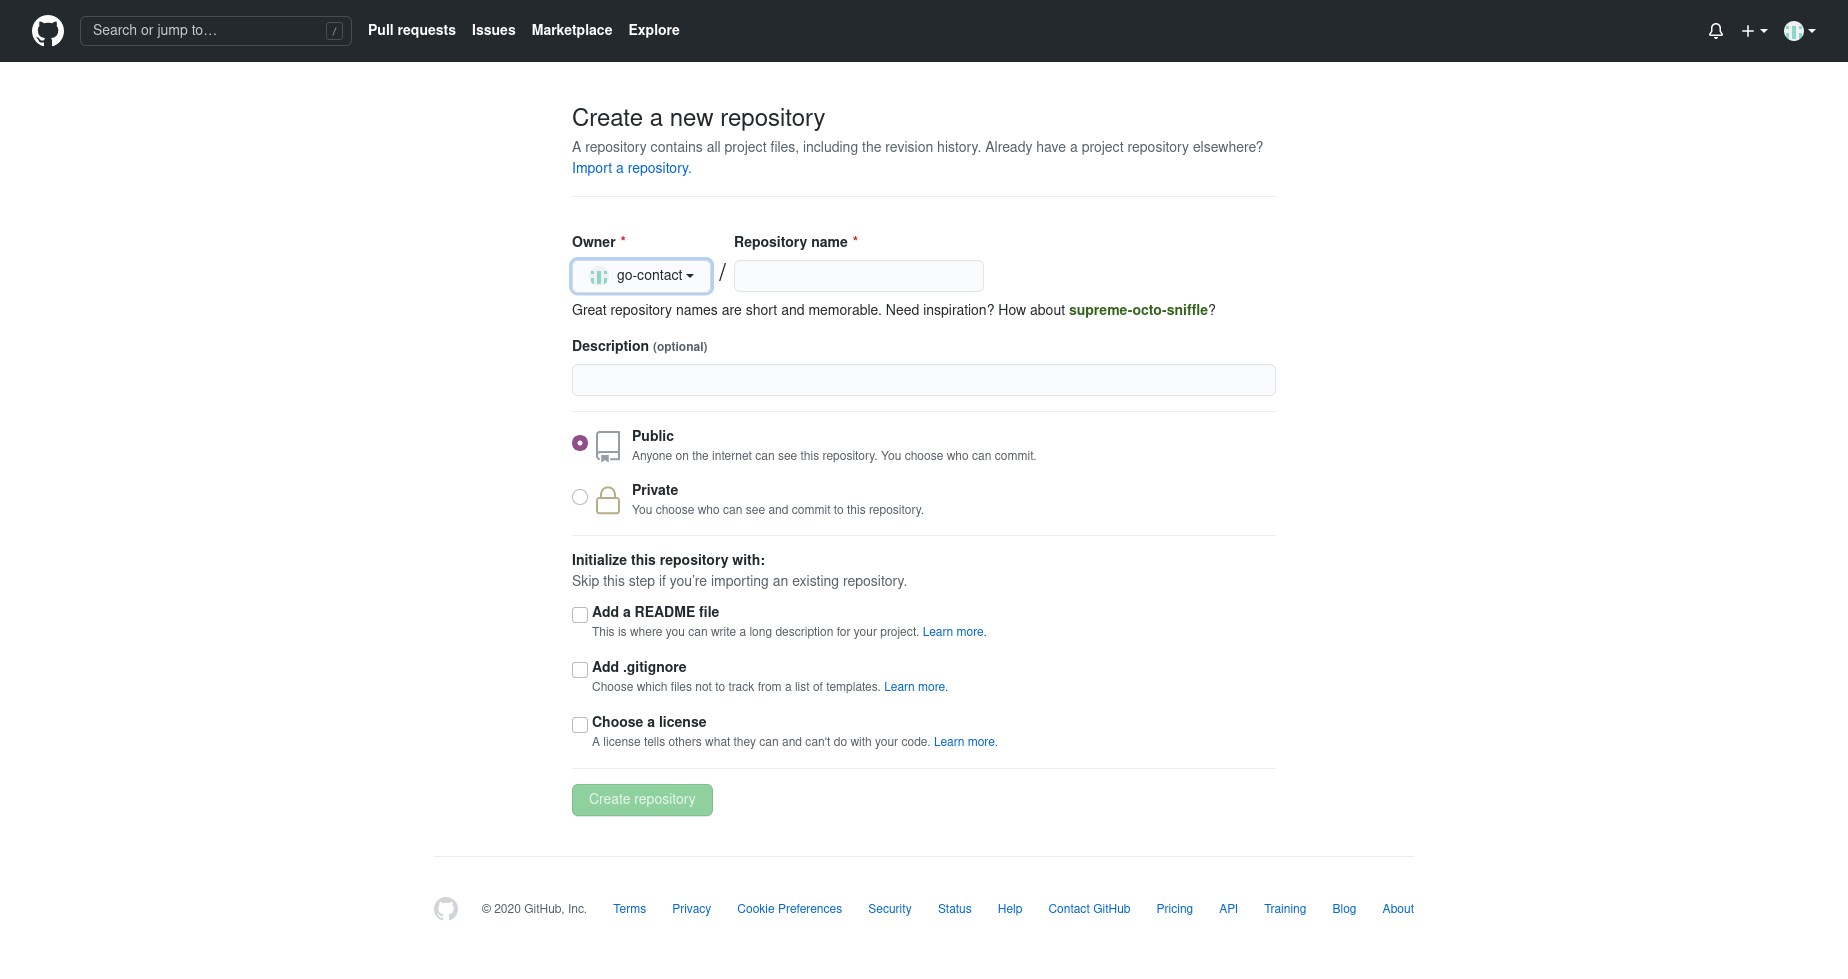 Search or jump to… /
Pull requests Issues Marketplace Explore
Create a new repository
A repository contains all project files, including the revision history. Already have a project repository elsewhere?
Import a repository.
Owner * Repository name *
go-contact /
Great repository names are short and memorable. Need inspiration? How about supreme-octo-sniffle?
Description (optional)
Public
Anyone on the internet can see this repository. You choose who can commit.
Private
You choose who can see and commit to this repository.
Initialize this repository with:
Skip this step if you’re importing an existing repository.
Add a README file
This is where you can write a long description for your project. Learn more.
Add .gitignore
Choose which files not to track from a list of templates. Learn more.
Choose a license
A license tells others what they can and can't do with your code. Learn more.
Create repository
© 2020 GitHub, Inc. Terms Privacy Cookie Preferences Security Status Help Contact GitHub Pricing API Training Blog About